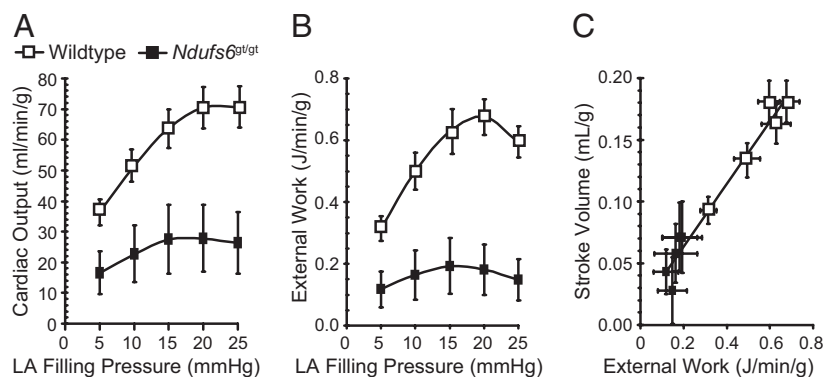 A
B
C
Wildtype Ndufs6gt/gt
Cardiac Output (ml/min/g)
80
70
60
50
40
30
20
10
0
0 5 10 15 20 25
LA Filling Pressure (mmHg)
External Work (J/min/g)
0.8
0.6
0.4
0.2
0.0
0 5 10 15 20 25
LA Filling Pressure (mmHg)
Stroke Volume (mL/g)
0.20
0.15
0.10
0.05
0.00
0 0.2 0.4 0.6 0.8
External Work (J/min/g)